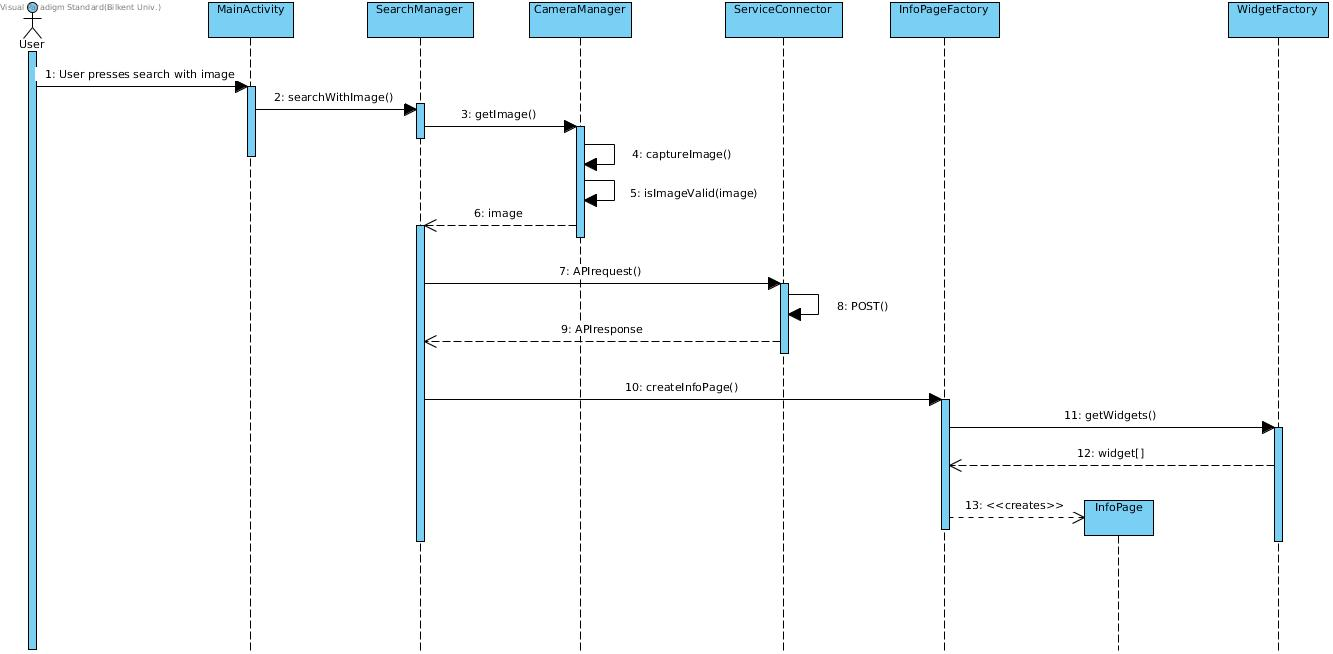 Visual Paradigm Standard(Bilkent Univ.)
User
MainActivity
SearchManager
CameraManager
ServiceConnector
InfoPageFactory
WidgetFactory
1: User presses search with image
2: searchWithImage()
3: getImage()
4: captureImage()
5: isImageValid(image)
6: image
7: APIrequest()
8: POST()
9: APIresponse
10: createInfoPage()
11: getWidgets()
12: widget[]
13: <<creates>>
InfoPage